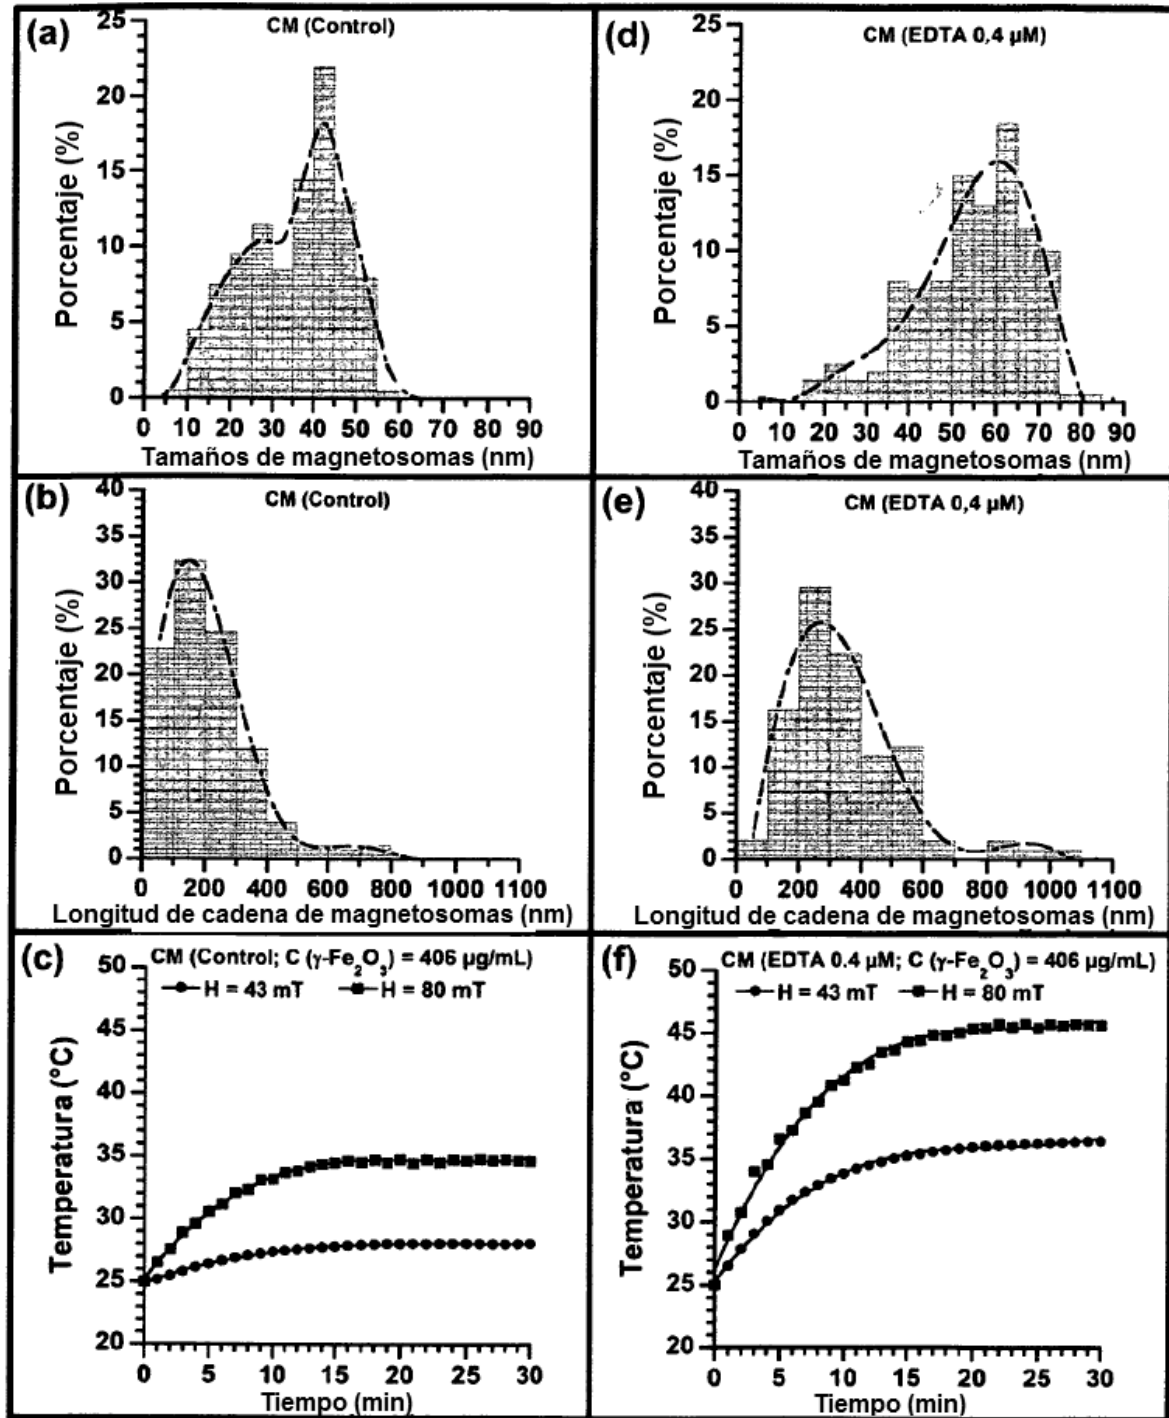 (a)
CM (Control)
25
20
15
10
5
0
Porcentaje (%)
0 10 20 30 40 50 60 70 80 90
Tamaños de magnetosomas (nm)
(d)
CM (EDTA 0,4 µM)
25
20
15
10
5
0
Porcentaje (%)
0 10 20 30 40 50 60 70 80 90
Tamaños de magnetosomas (nm)
(b)
CM (Control)
40
35
30
25
20
15
10
5
0
Porcentaje (%)
0 200 400 600 800 1000 1100
Longitud de cadena de magnetosomas (nm)
(e)
CM (EDTA 0,4 µM)
40
35
30
25
20
15
10
5
0
Porcentaje (%)
0 200 400 600 800 1000 1100
Longitud de cadena de magnetosomas (nm)
(c)
CM (Control; C (γ-Fe₂O₃) = 406 µg/mL)
H = 43 mT H = 80 mT
50
45
40
35
30
25
20
Temperatura (°C)
0 5 10 15 20 25 30
Tiempo (min)
(f)
CM (EDTA 0.4 µM; C (γ-Fe₂O₃) = 406 µg/mL)
H = 43 mT H = 80 mT
50
45
40
35
30
25
20
Temperatura (°C)
0 5 10 15 20 25 30
Tiempo (min)